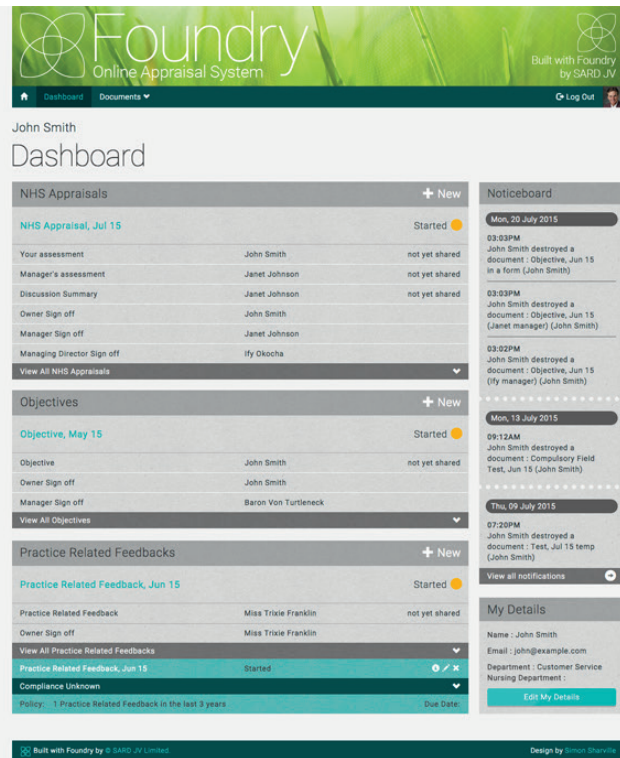 Foundry
Online Appraisal System
Built with Foundry
by SARD JV
Dashboard Documents
Log Out
John Smith
Dashboard
NHS Appraisals + New
NHS Appraisal, Jul 15 Started
Your assessment John Smith not yet shared
Manager's assessment Janet Johnson not yet shared
Discussion Summary Janet Johnson not yet shared
Owner Sign off John Smith
Manager Sign off Janet Johnson
Managing Director Sign off Ify Okocha
View All NHS Appraisals
Objectives + New
Objective, May 15 Started
Objective John Smith not yet shared
Owner Sign off John Smith
Manager Sign off Baron Von Turtleneck
View All Objectives
Practice Related Feedbacks + New
Practice Related Feedback, Jun 15 Started
Practice Related Feedback Miss Trixie Franklin not yet shared
Owner Sign off Miss Trixie Franklin
View All Practice Related Feedbacks
Practice Related Feedback, Jun 15 Started
Compliance Unknown
Policy: 1 Practice Related Feedback in the last 3 years Due Date:
Noticeboard
Mon, 20 July 2015
03:03PM
John Smith destroyed a
document : Objective, Jun 15
in a form (John Smith)
03:03PM
John Smith destroyed a
document : Objective, Jun 15
(Janet manager) (John Smith)
03:02PM
John Smith destroyed a
document : Objective, Jun 15
(Ify manager) (John Smith)
Mon, 13 July 2015
09:12AM
John Smith destroyed a
document : Compulsory Field
Test, Jun 15 (John Smith)
Thu, 09 July 2015
07:20PM
John Smith destroyed a
document : Test, Jul 15 temp
(John Smith)
View all notifications
My Details
Name : John Smith
Email : john@example.com
Department : Customer Service
Nursing Department :
Edit My Details
Built with Foundry by © SARD JV Limited.
Design by Simon Sharville